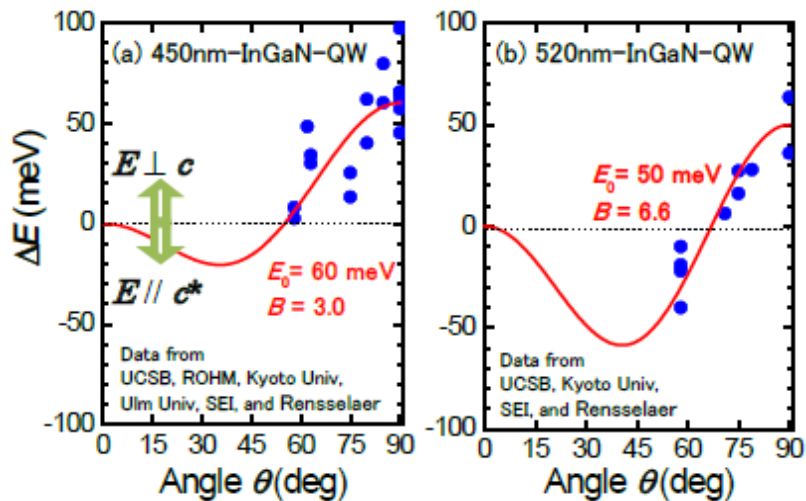 (a) 450nm-InGaN-QW
(b) 520nm-InGaN-QW
100
50
0
-50
-100
ΔE (meV)
E ⊥ c
E // c*
E₀= 60 meV
B = 3.0
Data from
UCSB, ROHM, Kyoto Univ,
Ulm Univ, SEI, and Rensselaer
0 15 30 45 60 75 90
Angle θ (deg)
100
50
0
-50
-100
E₀= 50 meV
B = 6.6
Data from
UCSB, Kyoto Univ,
SEI, and Rensselaer
0 15 30 45 60 75 90
Angle θ (deg)